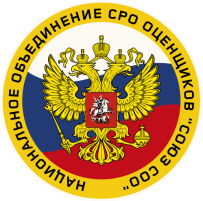 НАЦИОНАЛЬНОЕ ОБЪЕДИНЕНИЕ СРО ОЦЕНЩИКОВ "СОЮЗ СОО"